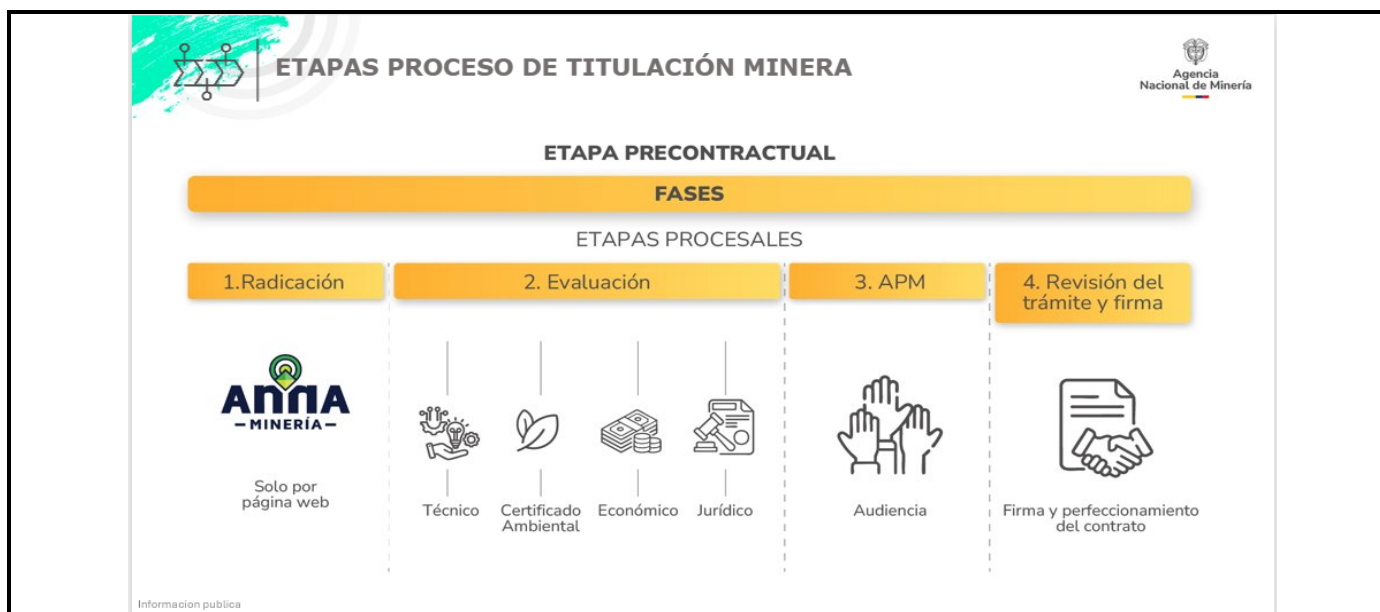 ETAPAS PROCESO DE TITULACIÓN MINERA
Agencia
Nacional de Minería
ETAPA PRECONTRACTUAL
FASES
ETAPAS PROCESALES
1.Radicación
2. Evaluación
3. APM
4. Revisión del
trámite y firma
ANNA
–MINERÍA–
Solo por
página web
Técnico
Certificado
Ambiental
Económico
Jurídico
Audiencia
Firma y perfeccionamiento
del contrato
Informacion publica